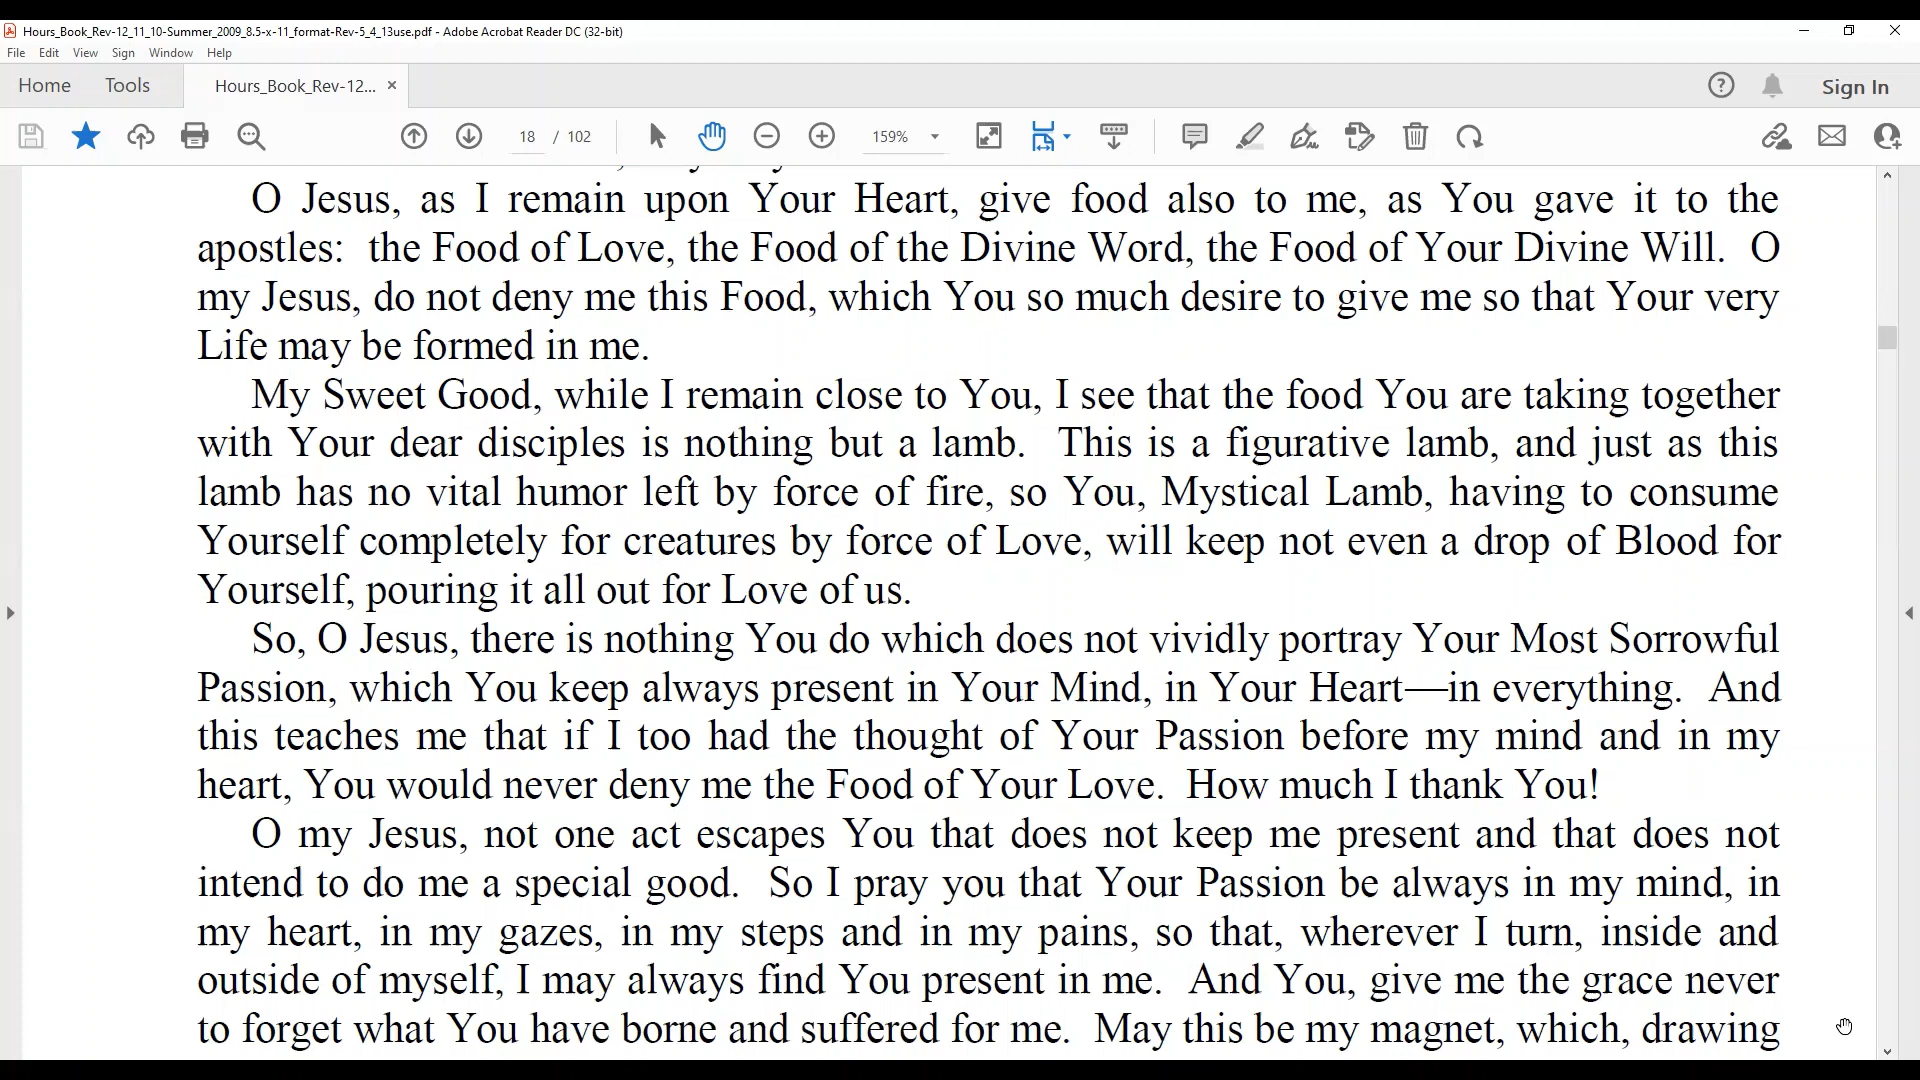 Hours_Book_Rev-12_11_10-Summer_2009_8.5-x-11_format-Rev-5_4_13use.pdf - Adobe Acrobat Reader DC (32-bit)
File Edit View Sign Window Help
Home Tools Hours_Book_Rev-12... × Sign In
18 / 102 159%
O Jesus, as I remain upon Your Heart, give food also to me, as You gave it to the
apostles: the Food of Love, the Food of the Divine Word, the Food of Your Divine Will. O
my Jesus, do not deny me this Food, which You so much desire to give me so that Your very
Life may be formed in me.
My Sweet Good, while I remain close to You, I see that the food You are taking together
with Your dear disciples is nothing but a lamb. This is a figurative lamb, and just as this
lamb has no vital humor left by force of fire, so You, Mystical Lamb, having to consume
Yourself completely for creatures by force of Love, will keep not even a drop of Blood for
Yourself, pouring it all out for Love of us.
So, O Jesus, there is nothing You do which does not vividly portray Your Most Sorrowful
Passion, which You keep always present in Your Mind, in Your Heart—in everything. And
this teaches me that if I too had the thought of Your Passion before my mind and in my
heart, You would never deny me the Food of Your Love. How much I thank You!
O my Jesus, not one act escapes You that does not keep me present and that does not
intend to do me a special good. So I pray you that Your Passion be always in my mind, in
my heart, in my gazes, in my steps and in my pains, so that, wherever I turn, inside and
outside of myself, I may always find You present in me. And You, give me the grace never
to forget what You have borne and suffered for me. May this be my magnet, which, drawing